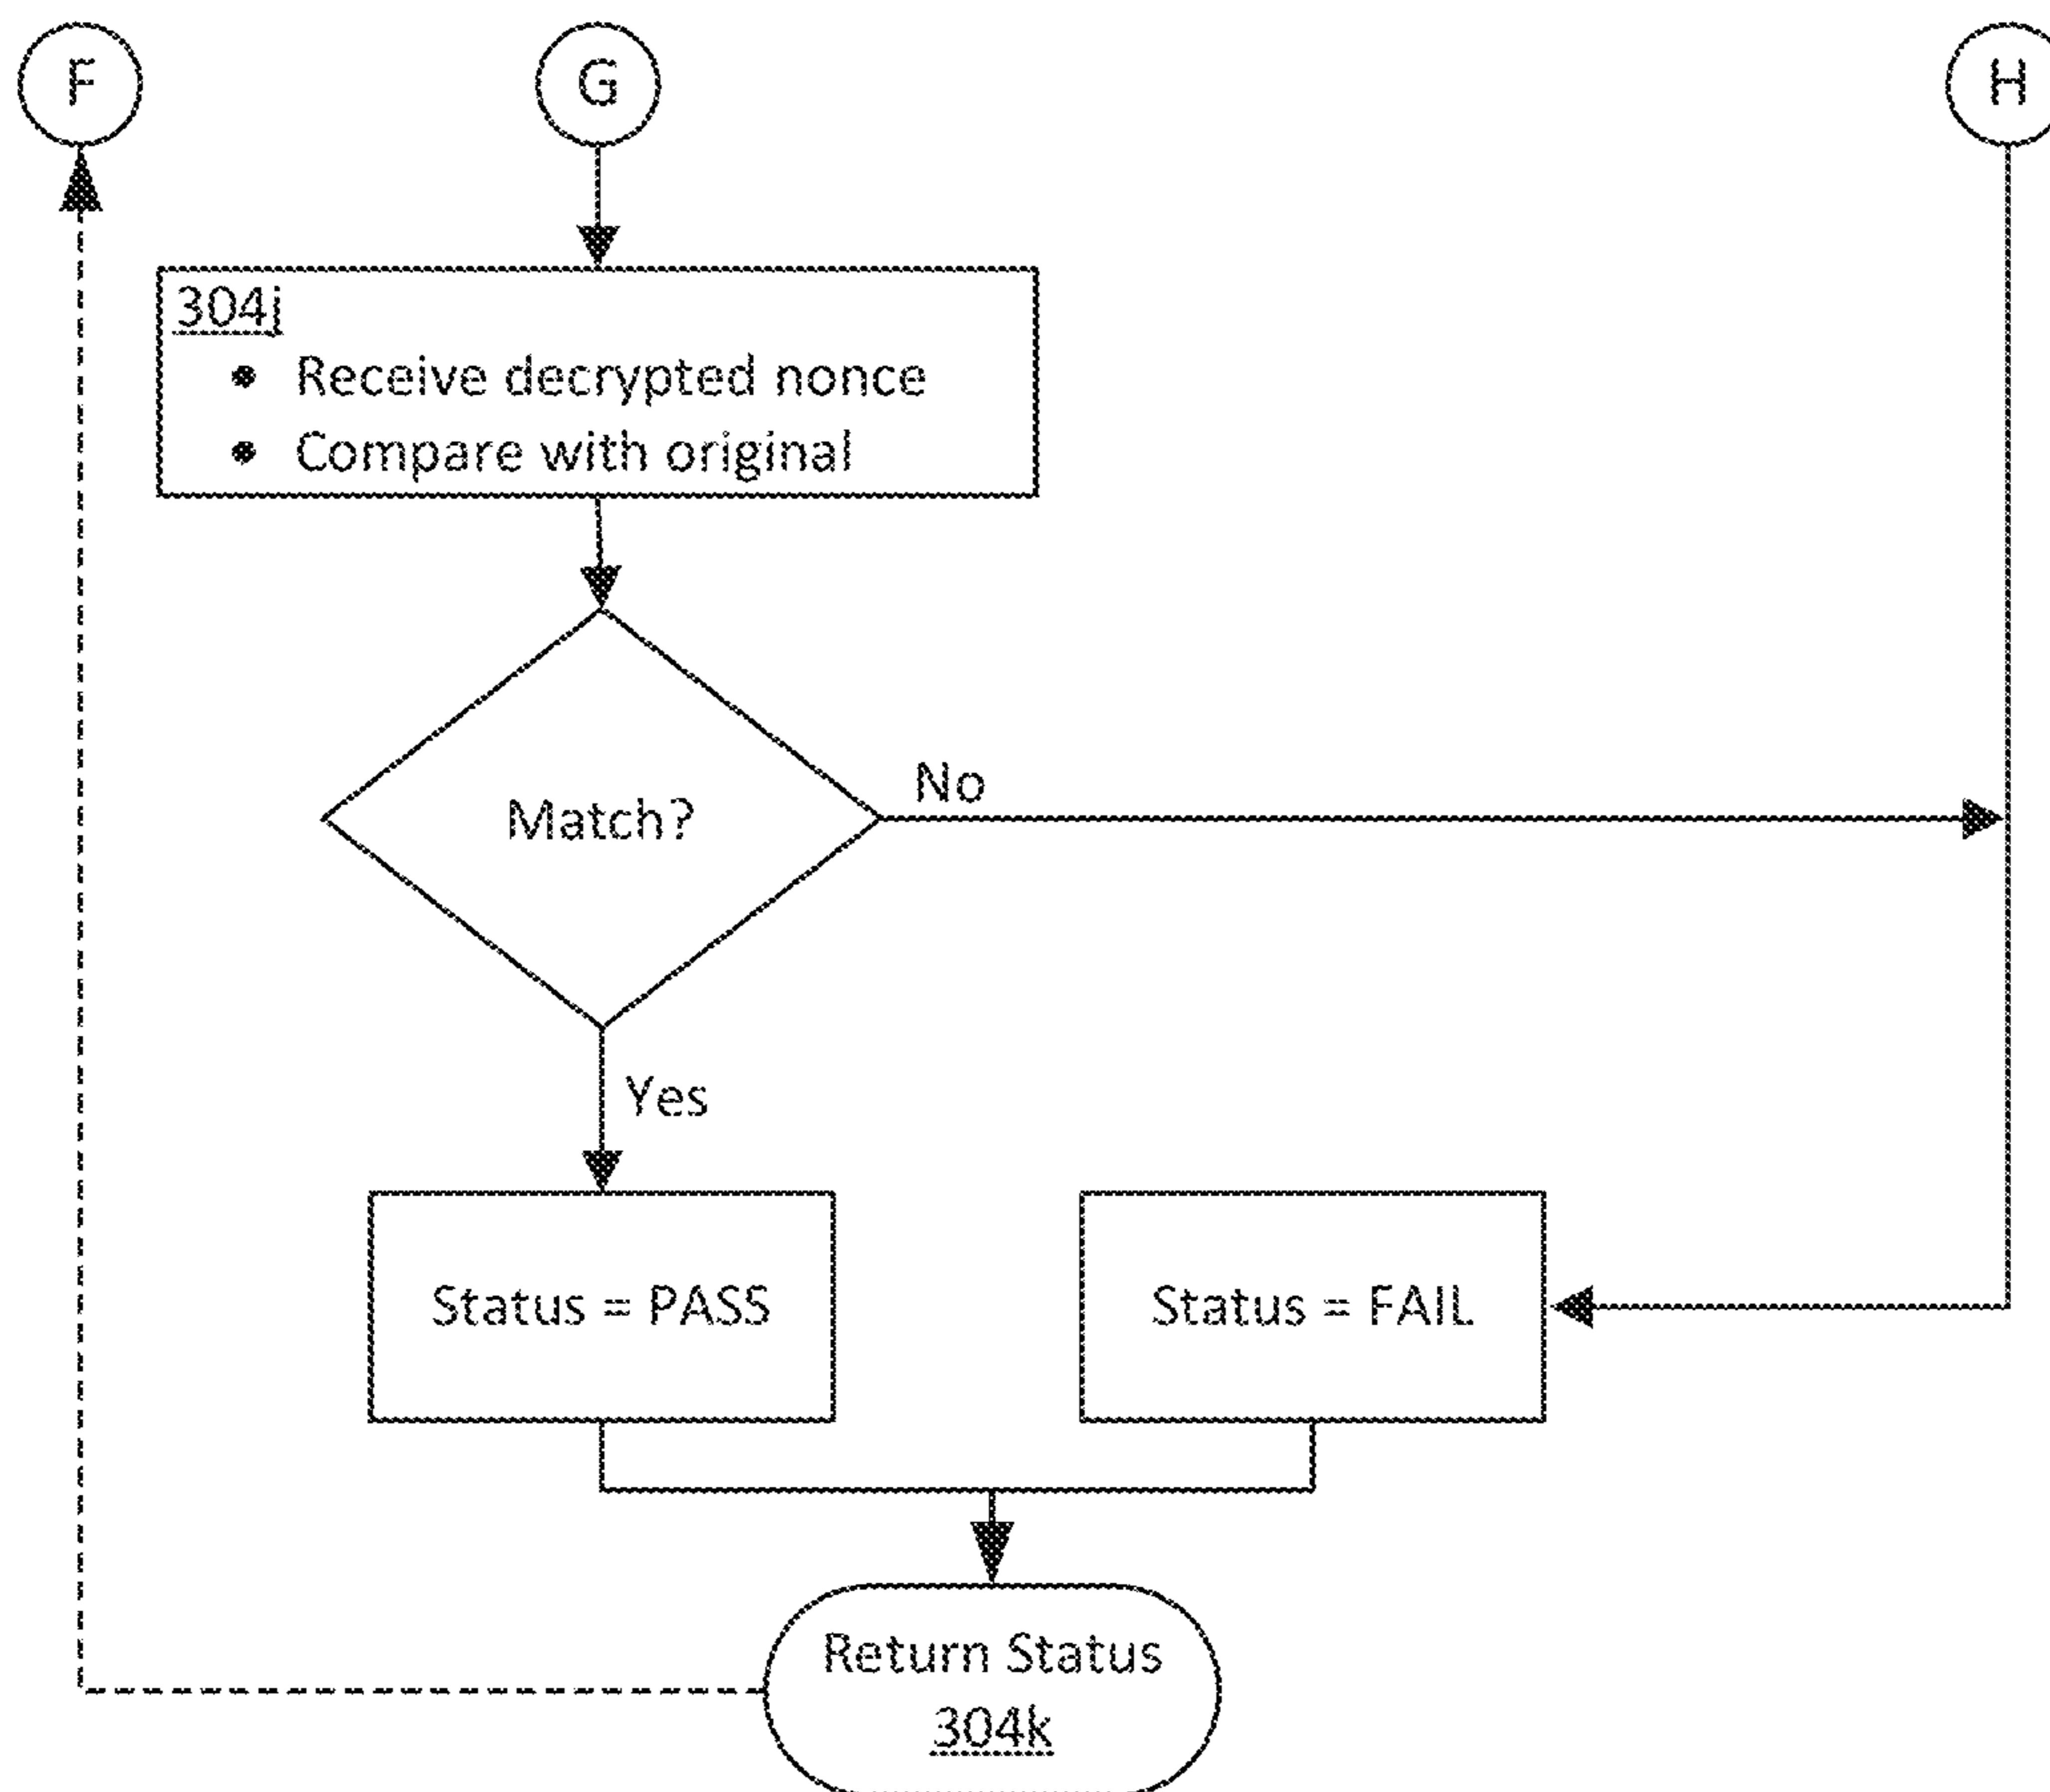 F
G
H
304j
• Receive decrypted nonce
• Compare with original
Match?
No
Yes
Status = PASS
Status = FAIL
Return Status
304k